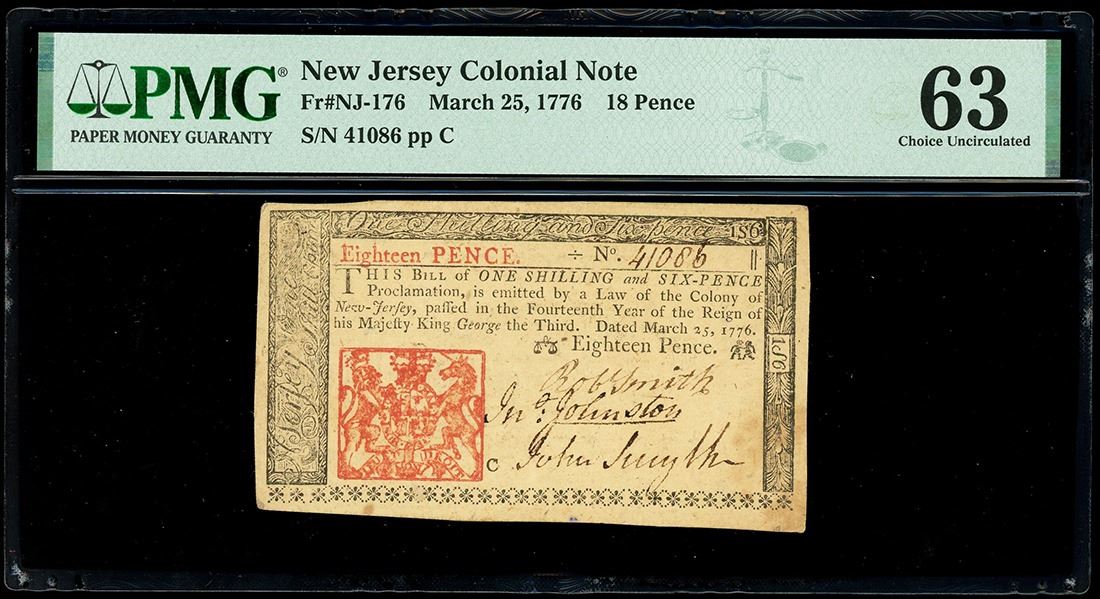 PMG®
PAPER MONEY GUARANTY
New Jersey Colonial Note
Fr#NJ-176 March 25, 1776 18 Pence
S/N 41086 pp C
63
Choice Uncirculated
One Shilling and Six-pence 1S6
Eighteen PENCE. ÷ No. 41086 ||
THIS BILL of ONE SHILLING and SIX-PENCE
Proclamation, is emitted by a Law of the Colony of
New-Jersey, paſſed in the Fourteenth Year of the Reign of
his Majeſty King George the Third. Dated March 25, 1776.
Eighteen Pence.
Robt Smith
Jno. Johnston
C John Smyth
1S6